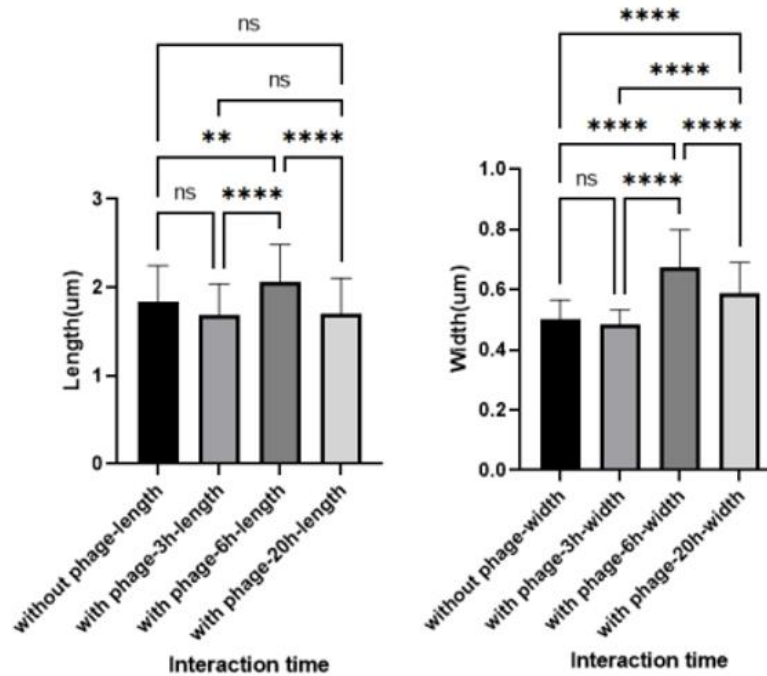 ns
ns
**
****
ns
****
3
2
1
0
Length(um)
without phage-length
with phage-3h-length
with phage-6h-length
with phage-20h-length
Interaction time
****
****
****
****
ns
****
1.0
0.8
0.6
0.4
0.2
0.0
Width(um)
without phage-width
with phage-3h-width
with phage-6h-width
with phage-20h-width
Interaction time